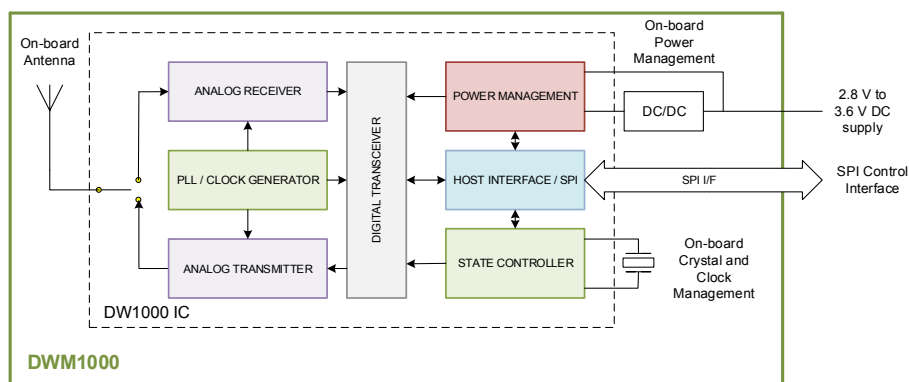 On-board
Antenna
ANALOG RECEIVER
PLL / CLOCK GENERATOR
ANALOG TRANSMITTER
DIGITAL TRANSCEIVER
POWER MANAGEMENT
HOST INTERFACE / SPI
STATE CONTROLLER
DW1000 IC
On-board
Power
Management
DC/DC
2.8 V to
3.6 V DC
supply
SPI I/F
SPI Control
Interface
On-board
Crystal and
Clock
Management
DWM1000